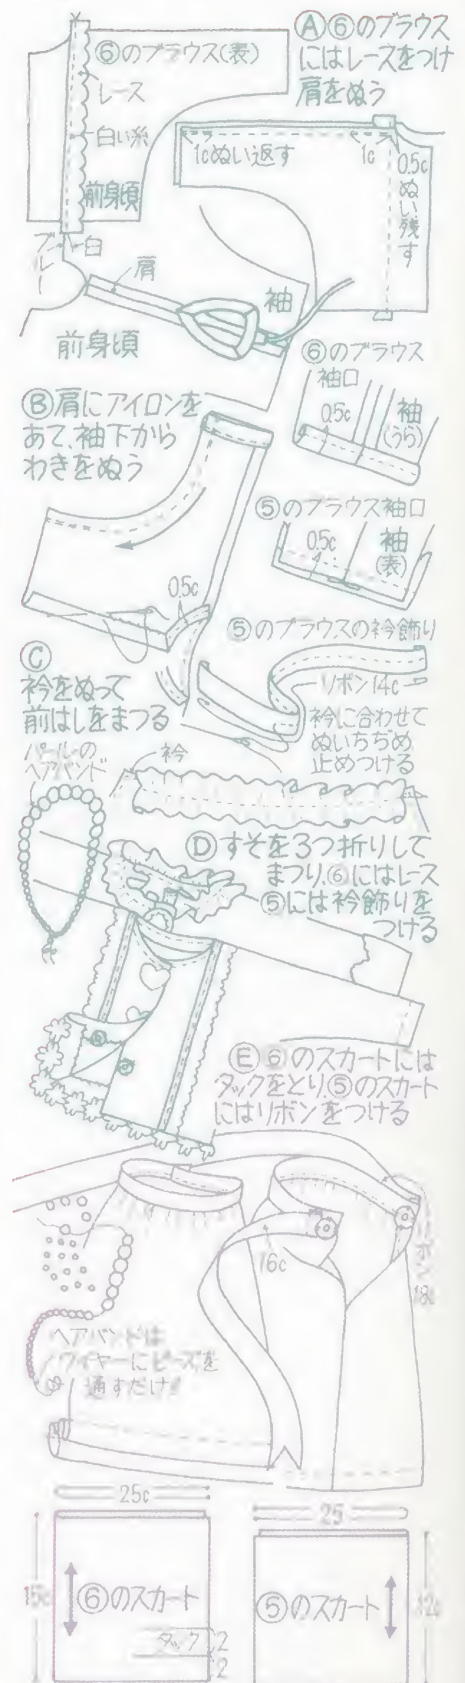 Ⓐ⑥のブラウス
にはレースをつけ
肩をぬう
⑥のブラウス(表)
レース
白い糸
前身頃
ブルー
白
1cぬい返す
1c
0.5cぬい残す
肩
袖
前身頃
⑥のブラウス
袖口
0.5c
袖
(うら)
Ⓑ肩にアイロンを
あて、袖下から
わきをぬう
0.5c
⑤のブラウス袖口
0.5c
袖
(表)
⑤のブラウスの衿飾り
リボン14c
衿に合わせて
ぬいちぢめ
止めつける
Ⓒ
衿をぬって
前はしをまつる
パールの
ヘアバンド
衿
Ⓓすそを3つ折りして
まつり、⑥にはレース
⑤には衿飾りを
つける
Ⓔ⑥のスカートには
タックをとり⑤のスカート
にはリボンをつける
16c
リボン18c
ヘアバンドは
ワイヤーにビーズを
通すだけ!!
25c
15c
⑥のスカート
タック
2
2
25
12c
⑤のスカート